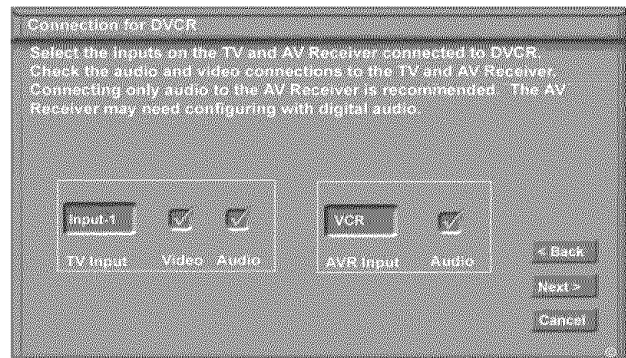 Connection for DVCR
Select the inputs on the TV and AV Receiver connected to DVCR.
Check the audio and video connections to the TV and AV Receiver.
Connecting only audio to the AV Receiver is recommended. The AV
Receiver may need configuring with digital audio.
Input-1
TV Input Video Audio
VCR
AVR Input Audio
< Back
Next >
Cancel
©